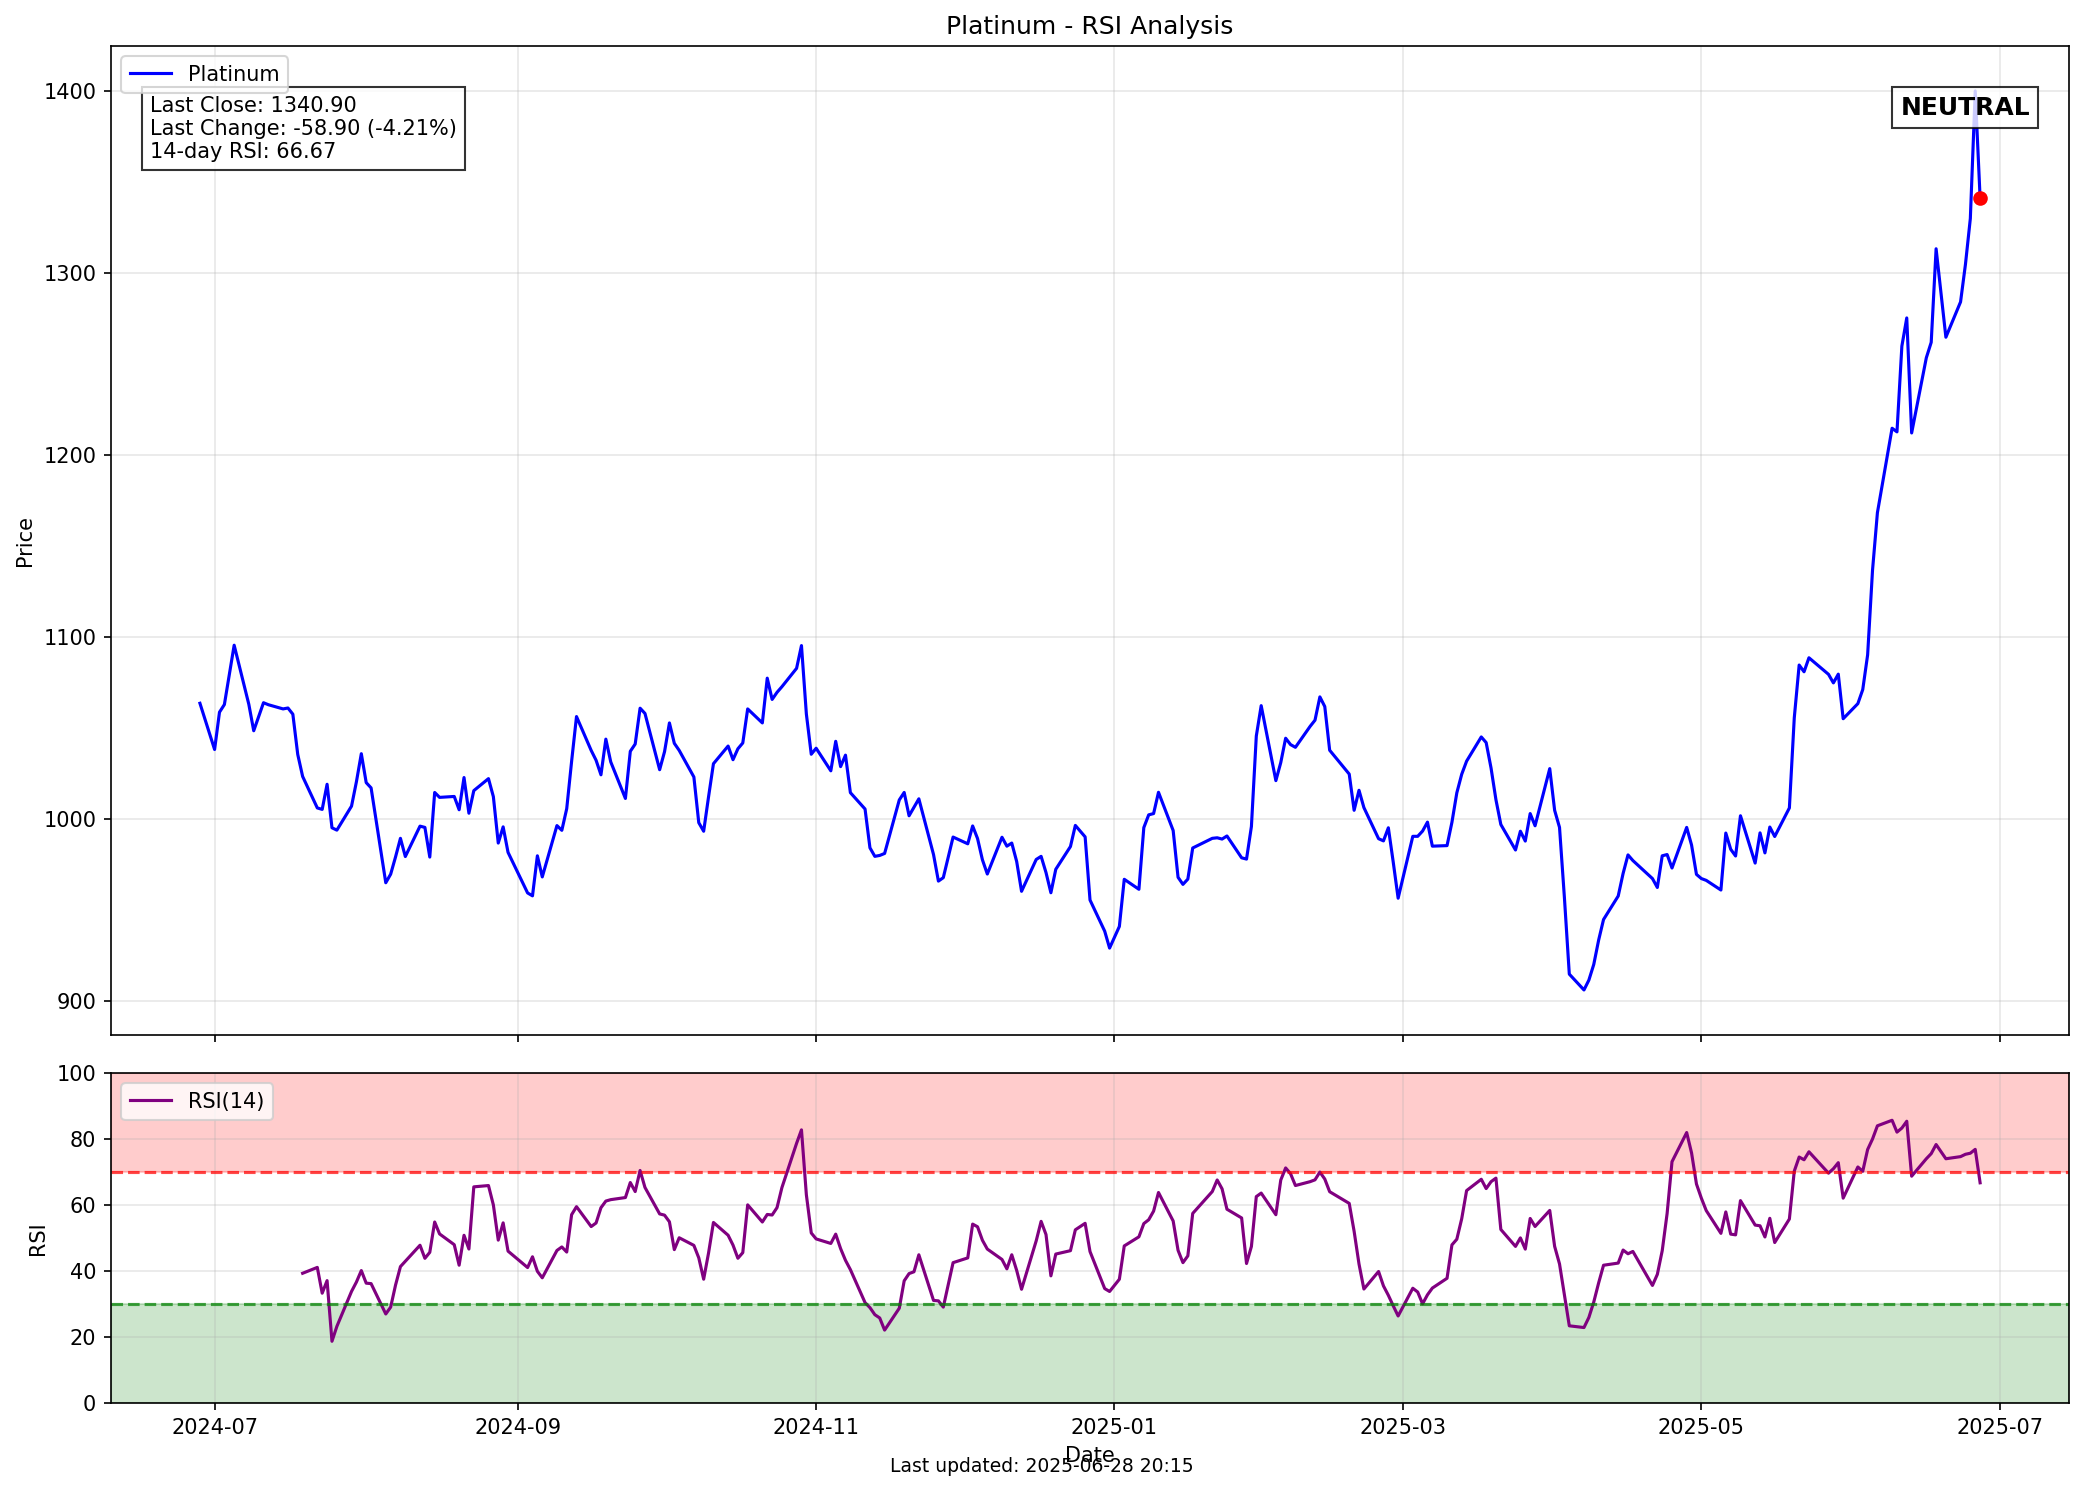 Platinum - RSI Analysis
Platinum
Last Close: 1340.90
Last Change: -58.90 (-4.21%)
14-day RSI: 66.67
NEUTRAL
1400
1300
1200
1100
1000
900
Price
RSI(14)
100
80
60
40
20
0
RSI
2024-07
2024-09
2024-11
2025-01
2025-03
2025-05
2025-07
Date
Last updated: 2025-06-28 20:15